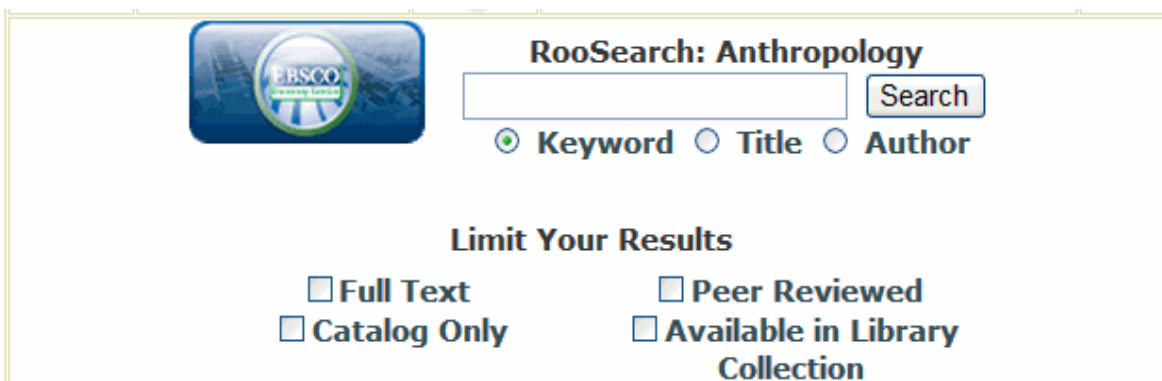 EBSCO
RooSearch: Anthropology
Search
Keyword Title Author
Limit Your Results
Full Text Peer Reviewed
Catalog Only Available in Library
Collection